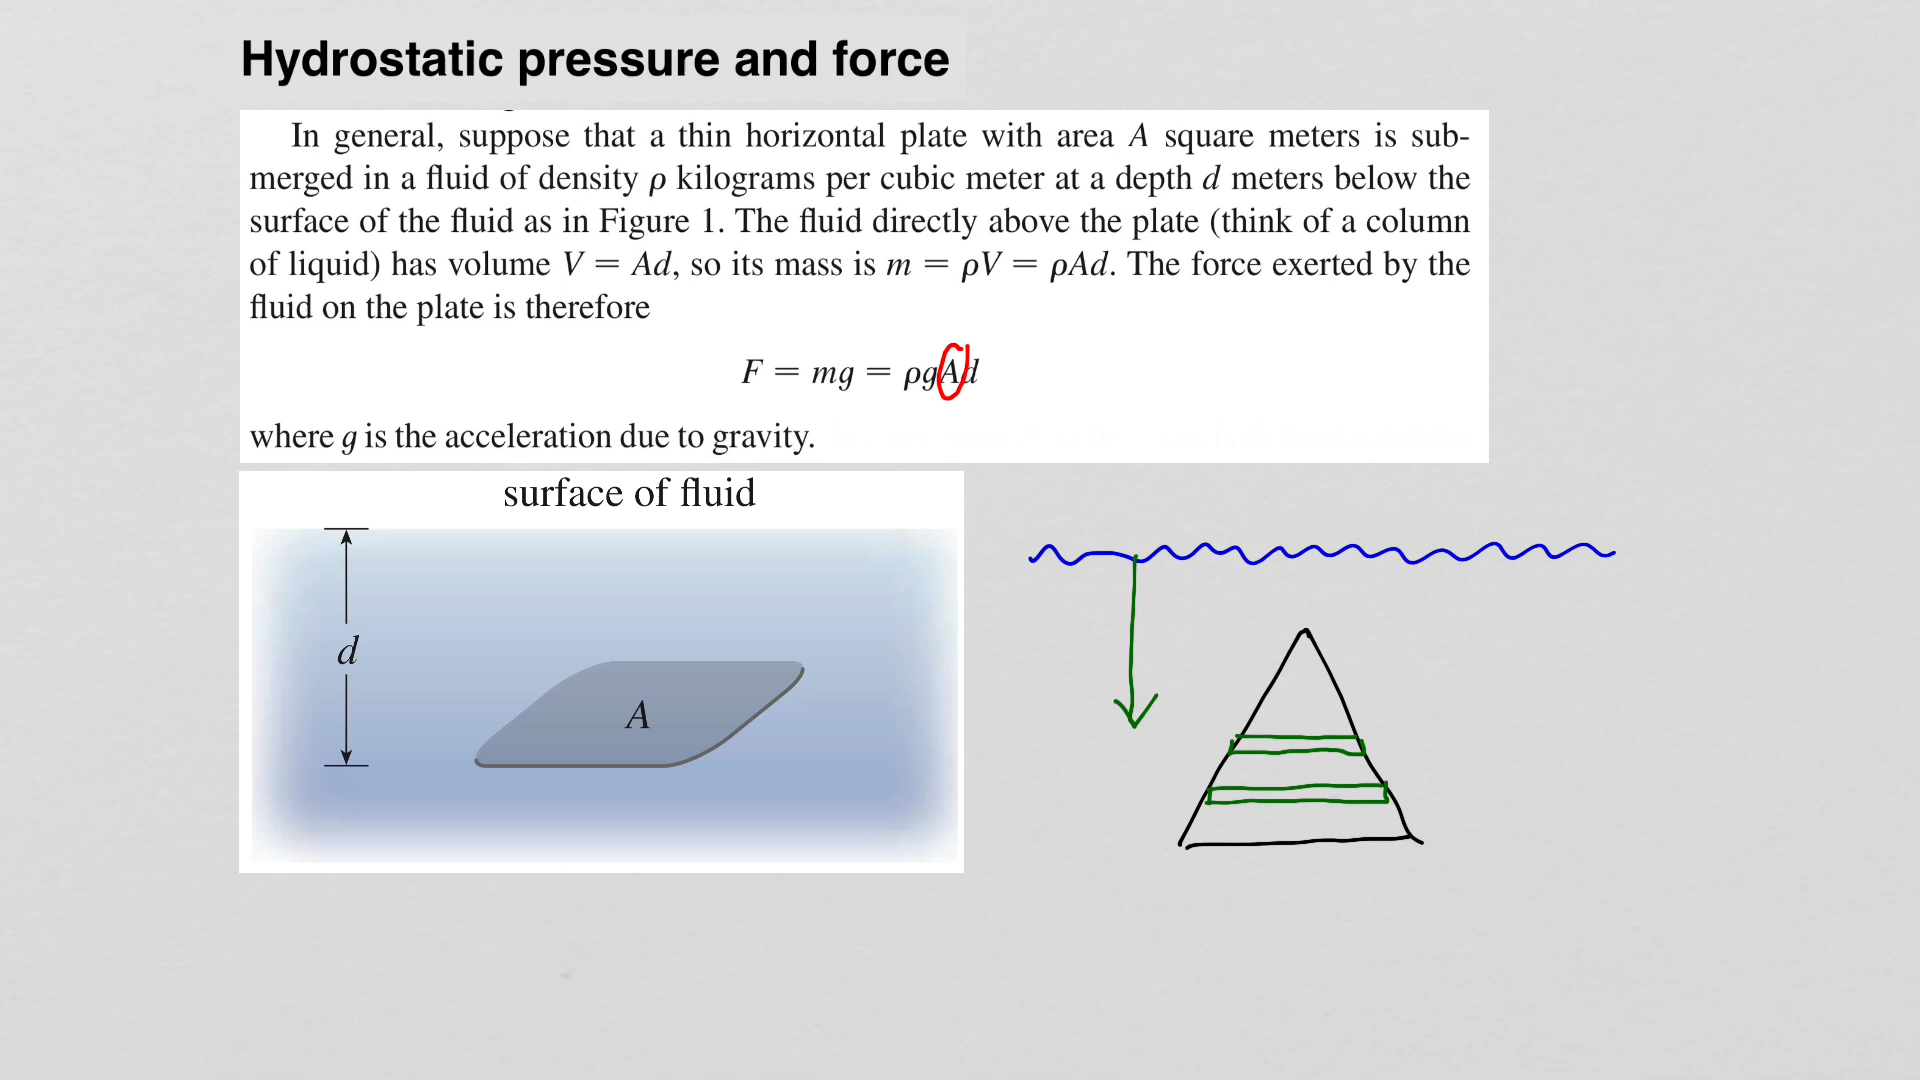 Hydrostatic pressure and force
In general, suppose that a thin horizontal plate with area A square meters is sub-
merged in a fluid of density ρ kilograms per cubic meter at a depth d meters below the
surface of the fluid as in Figure 1. The fluid directly above the plate (think of a column
of liquid) has volume V = Ad, so its mass is m = ρV = ρAd. The force exerted by the
fluid on the plate is therefore
F = mg = ρgAd
where g is the acceleration due to gravity.
surface of fluid
d
A